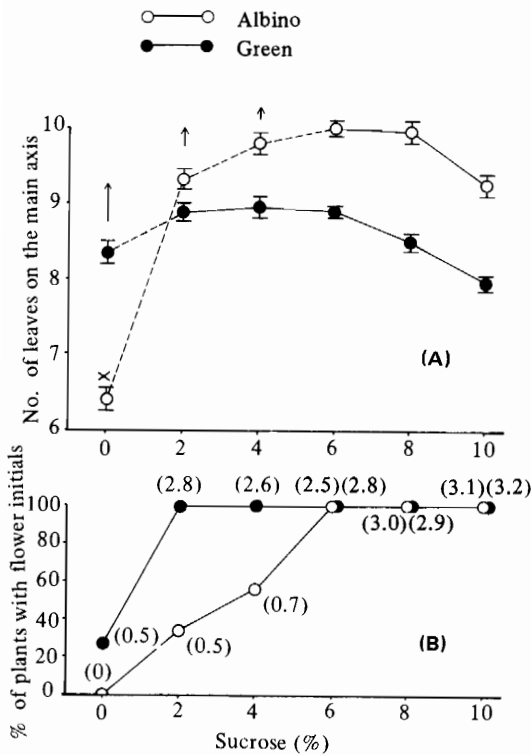 Albino
Green
No. of leaves on the main axis
10
9
8
7
6
0 2 4 6 8 10
(A)
% of plants with flower initials
(2.8) (2.6) (2.5)(2.8) (3.1)(3.2)
100
(3.0)(2.9)
80
60
(0.7)
40
(0.5) (0.5)
(B)
20
(0)
0
0 2 4 6 8 10
Sucrose (%)